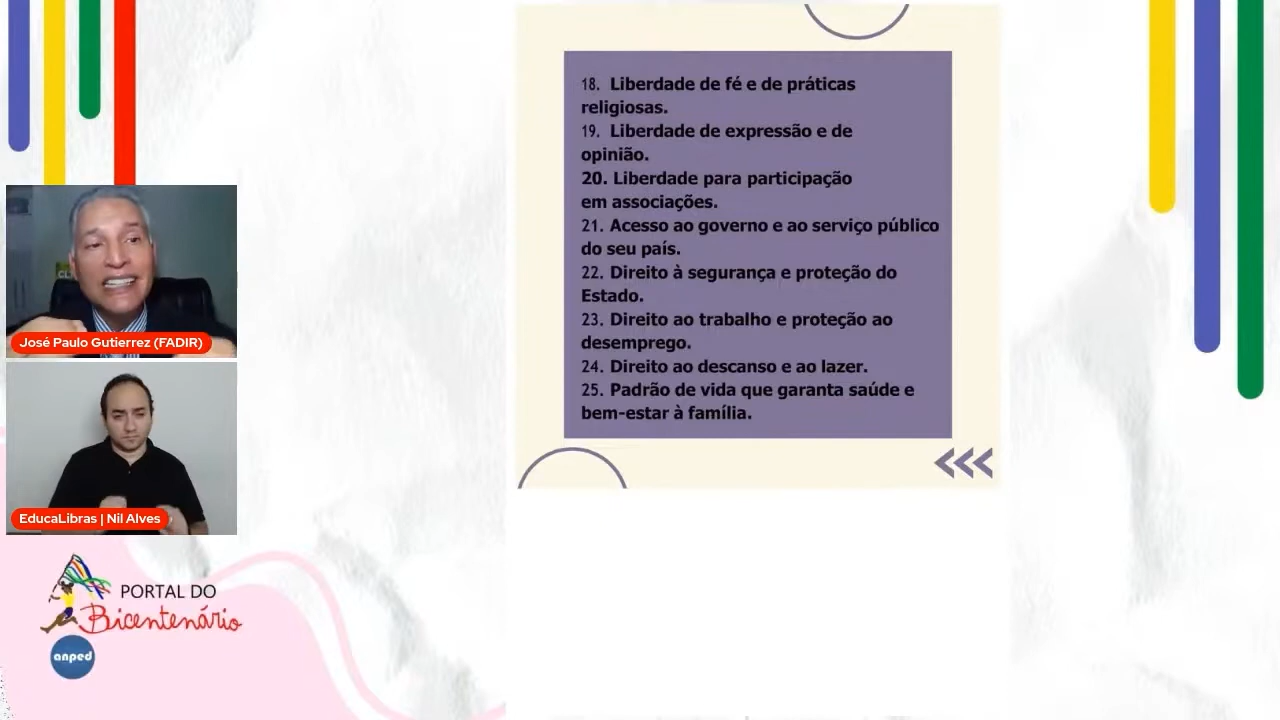 18. Liberdade de fé e de práticas
religiosas.
19. Liberdade de expressão e de
opinião.
20. Liberdade para participação
em associações.
21. Acesso ao governo e ao serviço público
do seu país.
22. Direito à segurança e proteção do
Estado.
23. Direito ao trabalho e proteção ao
desemprego.
24. Direito ao descanso e ao lazer.
25. Padrão de vida que garanta saúde e
bem-estar à família.
José Paulo Gutierrez (FADIR)
EducaLibras | Nil Alves
PORTAL DO
Bicentenário
anped